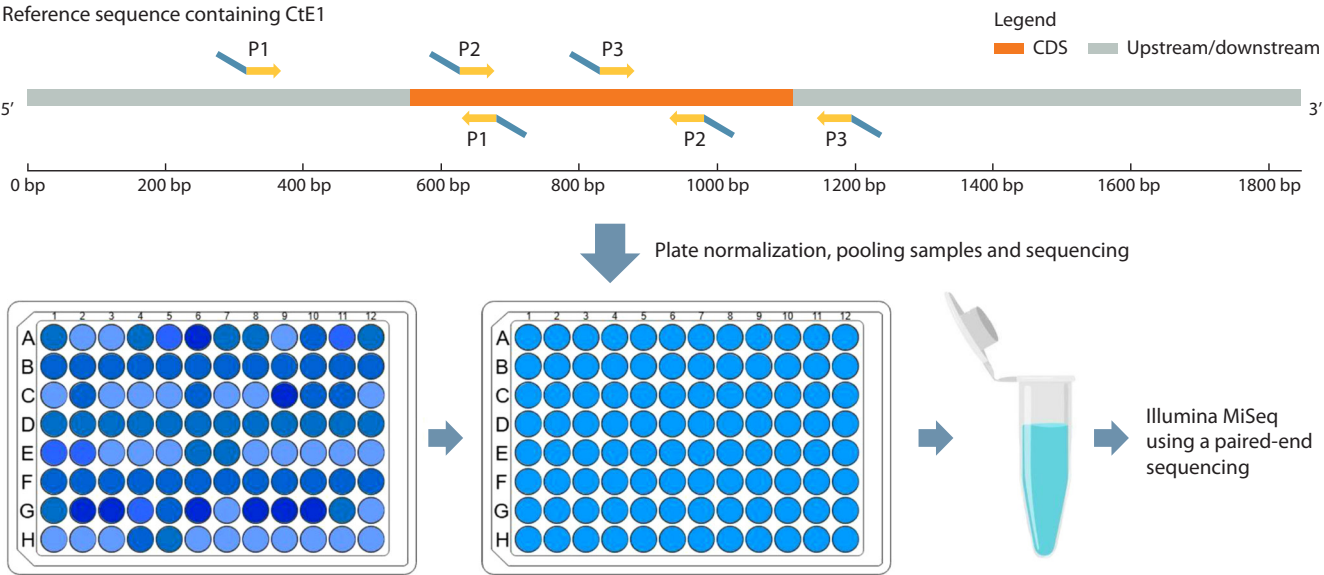 Reference sequence containing CtE1
Legend
CDS Upstream/downstream
P1 P2 P3
5′ 3′
P1 P2 P3
0 bp 200 bp 400 bp 600 bp 800 bp 1000 bp 1200 bp 1400 bp 1600 bp 1800 bp
Plate normalization, pooling samples and sequencing
1 2 3 4 5 6 7 8 9 10 11 12
A
B
C
D
E
F
G
H
1 2 3 4 5 6 7 8 9 10 11 12
A
B
C
D
E
F
G
H
Illumina MiSeq
using a paired-end
sequencing